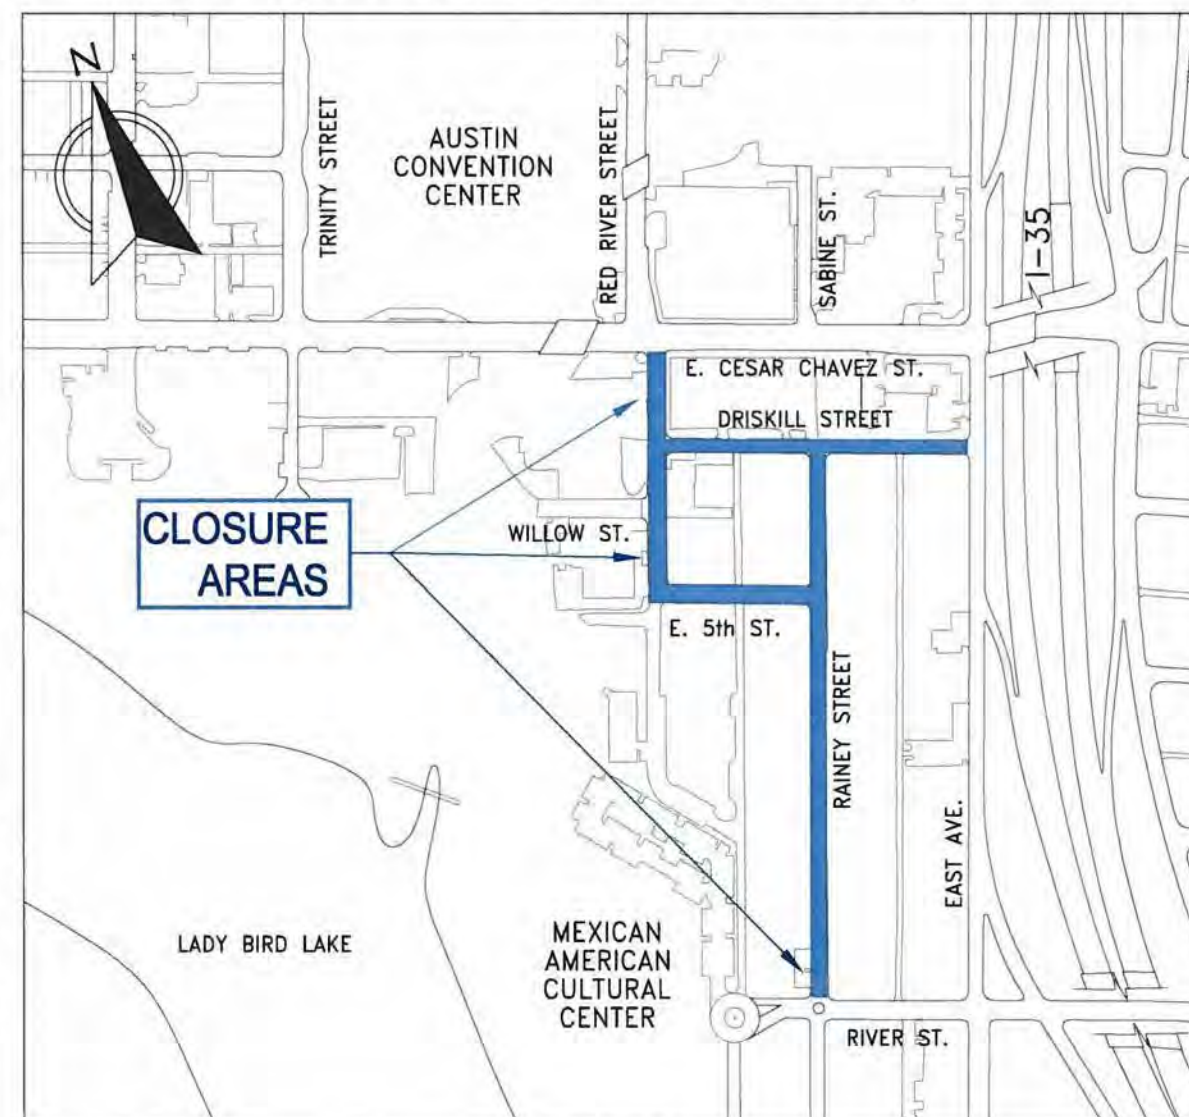 N
TRINITY STREET
AUSTIN
CONVENTION
CENTER
RED RIVER STREET
SABINE ST.
I-35
E. CESAR CHAVEZ ST.
DRISKILL STREET
CLOSURE
AREAS
WILLOW ST.
E. 5th ST.
RAINEY STREET
EAST AVE.
LADY BIRD LAKE
MEXICAN
AMERICAN
CULTURAL
CENTER
RIVER ST.